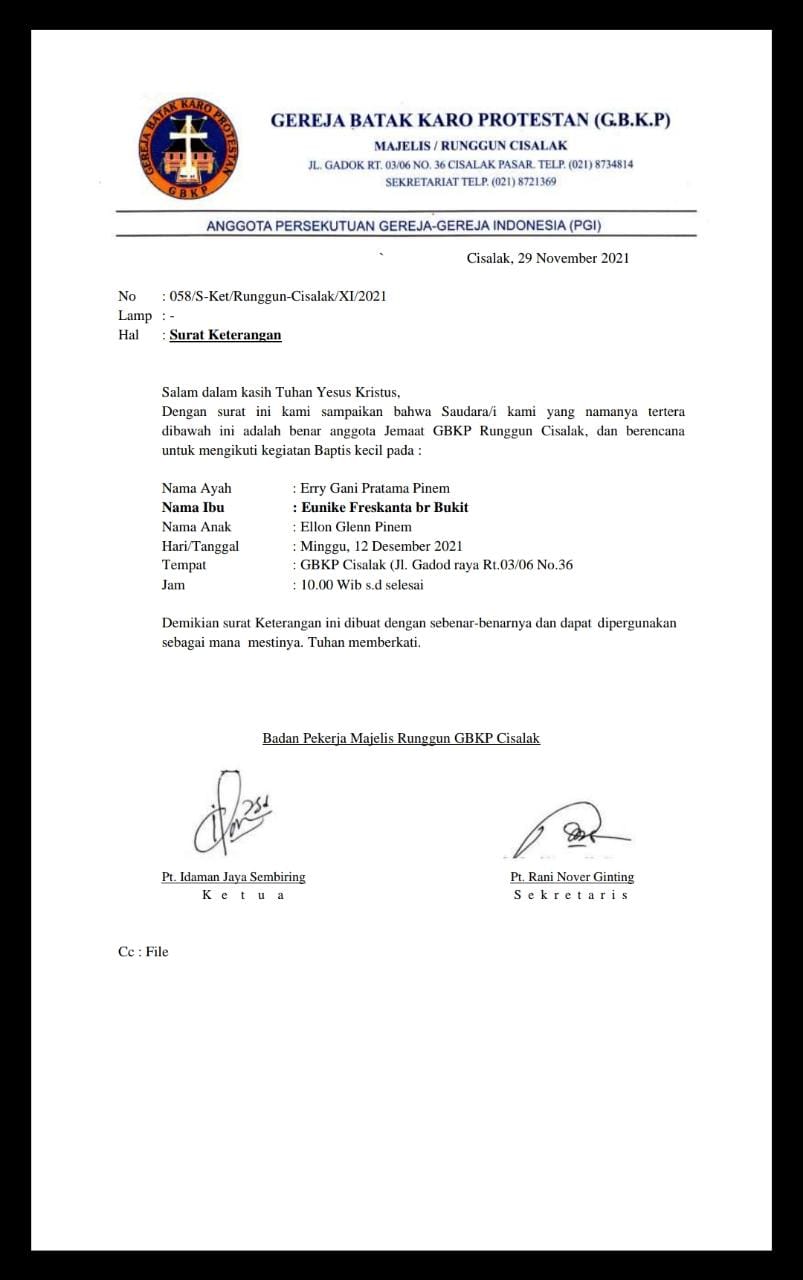 GEREJA BATAK KARO PROTESTAN
GBKP
GEREJA BATAK KARO PROTESTAN (G.B.K.P)
MAJELIS / RUNGGUN CISALAK
JL. GADOK RT. 03/06 NO. 36 CISALAK PASAR. TELP. (021) 8734814
SEKRETARIAT TELP. (021) 8721369
ANGGOTA PERSEKUTUAN GEREJA-GEREJA INDONESIA (PGI)
` Cisalak, 29 November 2021
No : 058/S-Ket/Runggun-Cisalak/XI/2021
Lamp : -
Hal : Surat Keterangan
Salam dalam kasih Tuhan Yesus Kristus,
Dengan surat ini kami sampaikan bahwa Saudara/i kami yang namanya tertera
dibawah ini adalah benar anggota Jemaat GBKP Runggun Cisalak, dan berencana
untuk mengikuti kegiatan Baptis kecil pada :
Nama Ayah : Erry Gani Pratama Pinem
Nama Ibu : Eunike Freskanta br Bukit
Nama Anak : Ellon Glenn Pinem
Hari/Tanggal : Minggu, 12 Desember 2021
Tempat : GBKP Cisalak (Jl. Gadod raya Rt.03/06 No.36
Jam : 10.00 Wib s.d selesai
Demikian surat Keterangan ini dibuat dengan sebenar-benarnya dan dapat dipergunakan
sebagai mana mestinya. Tuhan memberkati.
Badan Pekerja Majelis Runggun GBKP Cisalak
Pt. Idaman Jaya Sembiring Pt. Rani Nover Ginting
K e t u a S e k r e t a r i s
Cc : File